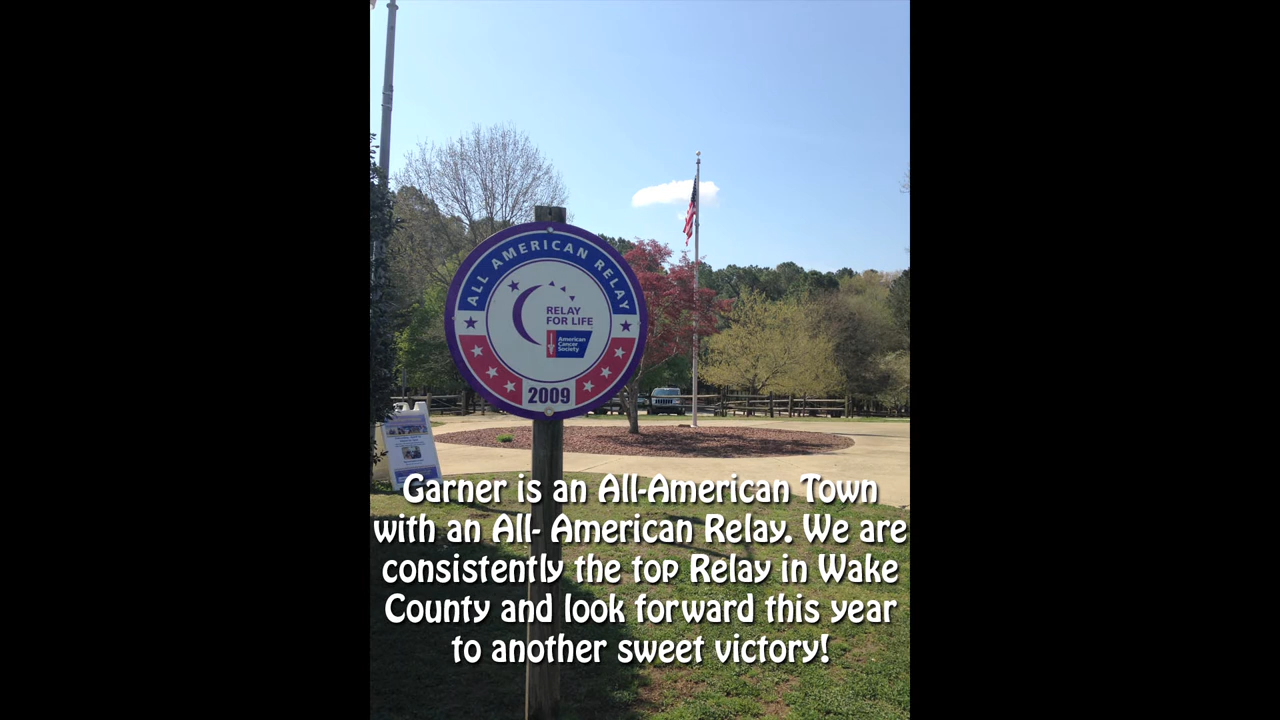 ALL AMERICAN RELAY
RELAY
FOR LIFE
American
Cancer
Society
2009
Garner is an All-American Town
with an All- American Relay. We are
consistently the top Relay in Wake
County and look forward this year
to another sweet victory!